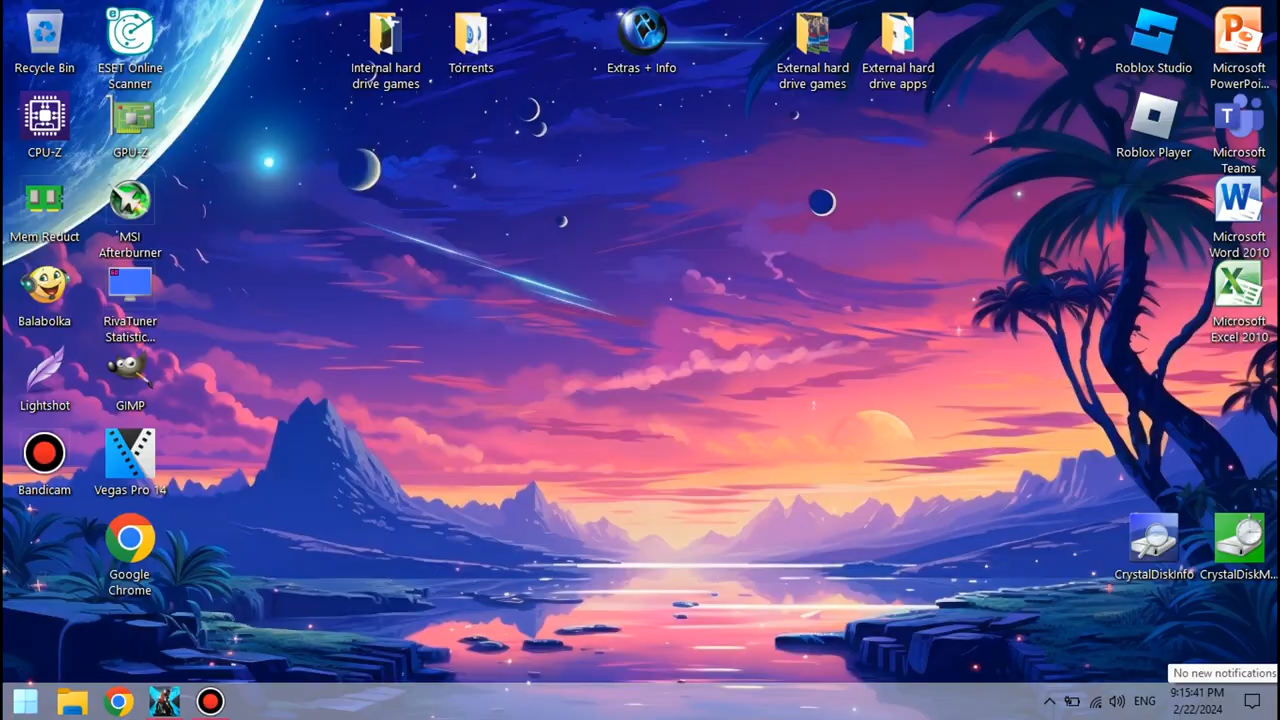 Recycle Bin
ESET Online
Scanner
Internal hard
drive games
Torrents
Extras + Info
External hard
drive games
External hard
drive apps
Roblox Studio
Microsoft
PowerPoi...
CPU-Z
GPU-Z
Roblox Player
Microsoft
Teams
Mem Reduct
MSI
Afterburner
Microsoft
Word 2010
Balabolka
RivaTuner
Statistic...
Microsoft
Excel 2010
Lightshot
GIMP
Bandicam
Vegas Pro 14
Google
Chrome
CrystalDiskInfo
CrystalDiskM...
No new notifications
ENG
9:15:41 PM
2/22/2024